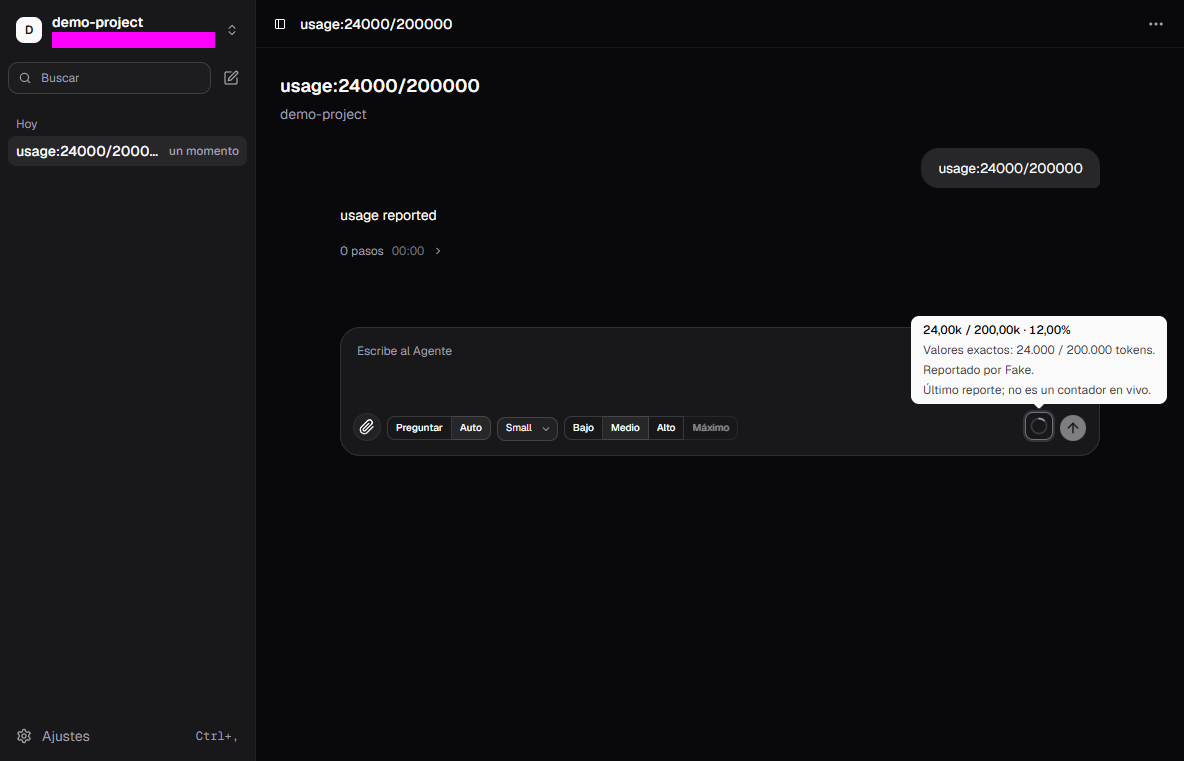 D
demo-project
Buscar
Hoy
usage:24000/2000... un momento
Ajustes Ctrl+,
usage:24000/200000
usage:24000/200000
demo-project
usage:24000/200000
usage reported
0 pasos 00:00
24,00k / 200,00k · 12,00%
Valores exactos: 24.000 / 200.000 tokens.
Reportado por Fake.
Último reporte; no es un contador en vivo.
Escribe al Agente
Preguntar Auto Small Bajo Medio Alto Máximo